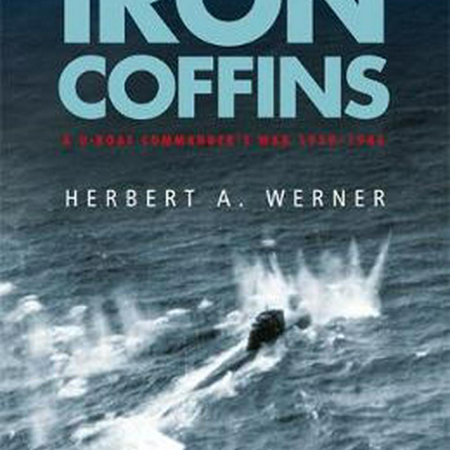 IRON
COFFINS
A U-BOAT COMMANDER'S WAR 1939-1945
HERBERT A. WERNER